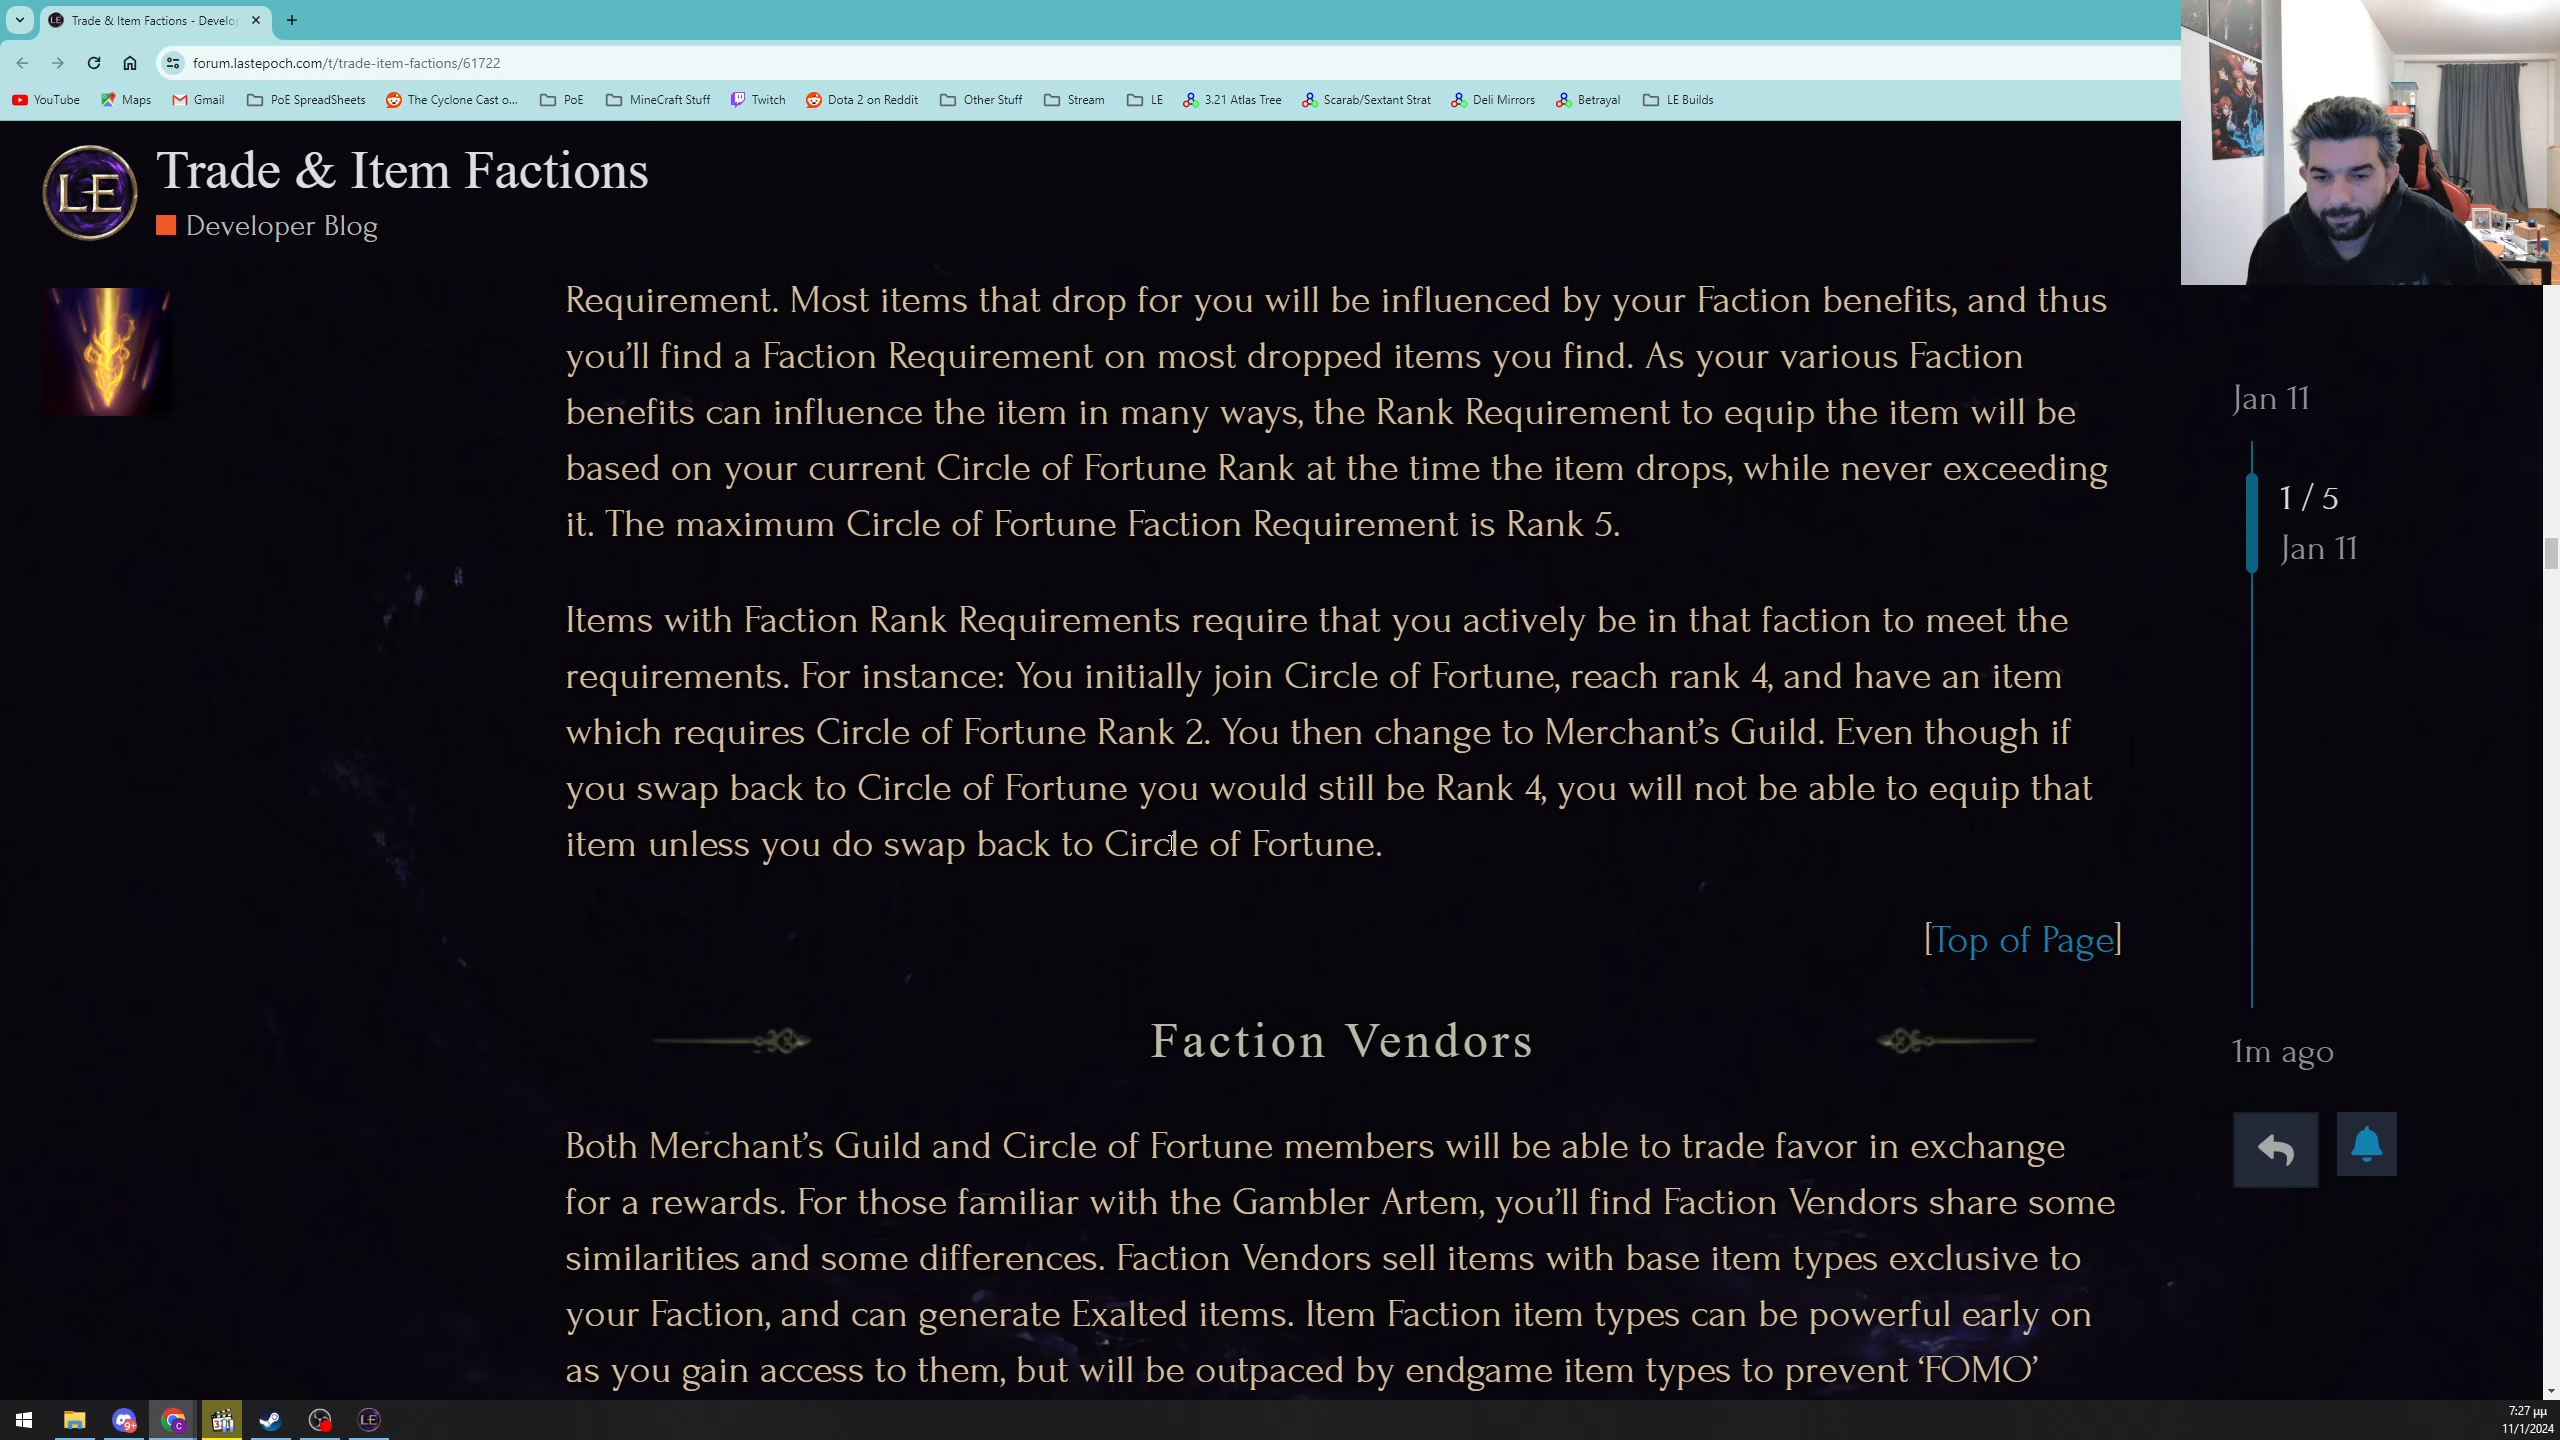 Trade & Item Factions - Develo
forum.lastepoch.com/t/trade-item-factions/61722
YouTube
Maps
Gmail
PoE SpreadSheets
The Cyclone Cast o...
PoE
MineCraft Stuff
Twitch
Dota 2 on Reddit
Other Stuff
Stream
LE
3.21 Atlas Tree
Scarab/Sextant Strat
Deli Mirrors
Betrayal
LE Builds
LE
Trade & Item Factions
Developer Blog
Requirement. Most items that drop for you will be influenced by your Faction benefits, and thus
you’ll find a Faction Requirement on most dropped items you find. As your various Faction
benefits can influence the item in many ways, the Rank Requirement to equip the item will be
based on your current Circle of Fortune Rank at the time the item drops, while never exceeding
it. The maximum Circle of Fortune Faction Requirement is Rank 5.
Items with Faction Rank Requirements require that you actively be in that faction to meet the
requirements. For instance: You initially join Circle of Fortune, reach rank 4, and have an item
which requires Circle of Fortune Rank 2. You then change to Merchant’s Guild. Even though if
you swap back to Circle of Fortune you would still be Rank 4, you will not be able to equip that
item unless you do swap back to Circle of Fortune.
[Top of Page]
Faction Vendors
Both Merchant’s Guild and Circle of Fortune members will be able to trade favor in exchange
for a rewards. For those familiar with the Gambler Artem, you’ll find Faction Vendors share some
similarities and some differences. Faction Vendors sell items with base item types exclusive to
your Faction, and can generate Exalted items. Item Faction item types can be powerful early on
as you gain access to them, but will be outpaced by endgame item types to prevent ‘FOMO’
Jan 11
1 / 5
Jan 11
1m ago
9+
LE
7:27 μμ
11/1/2024